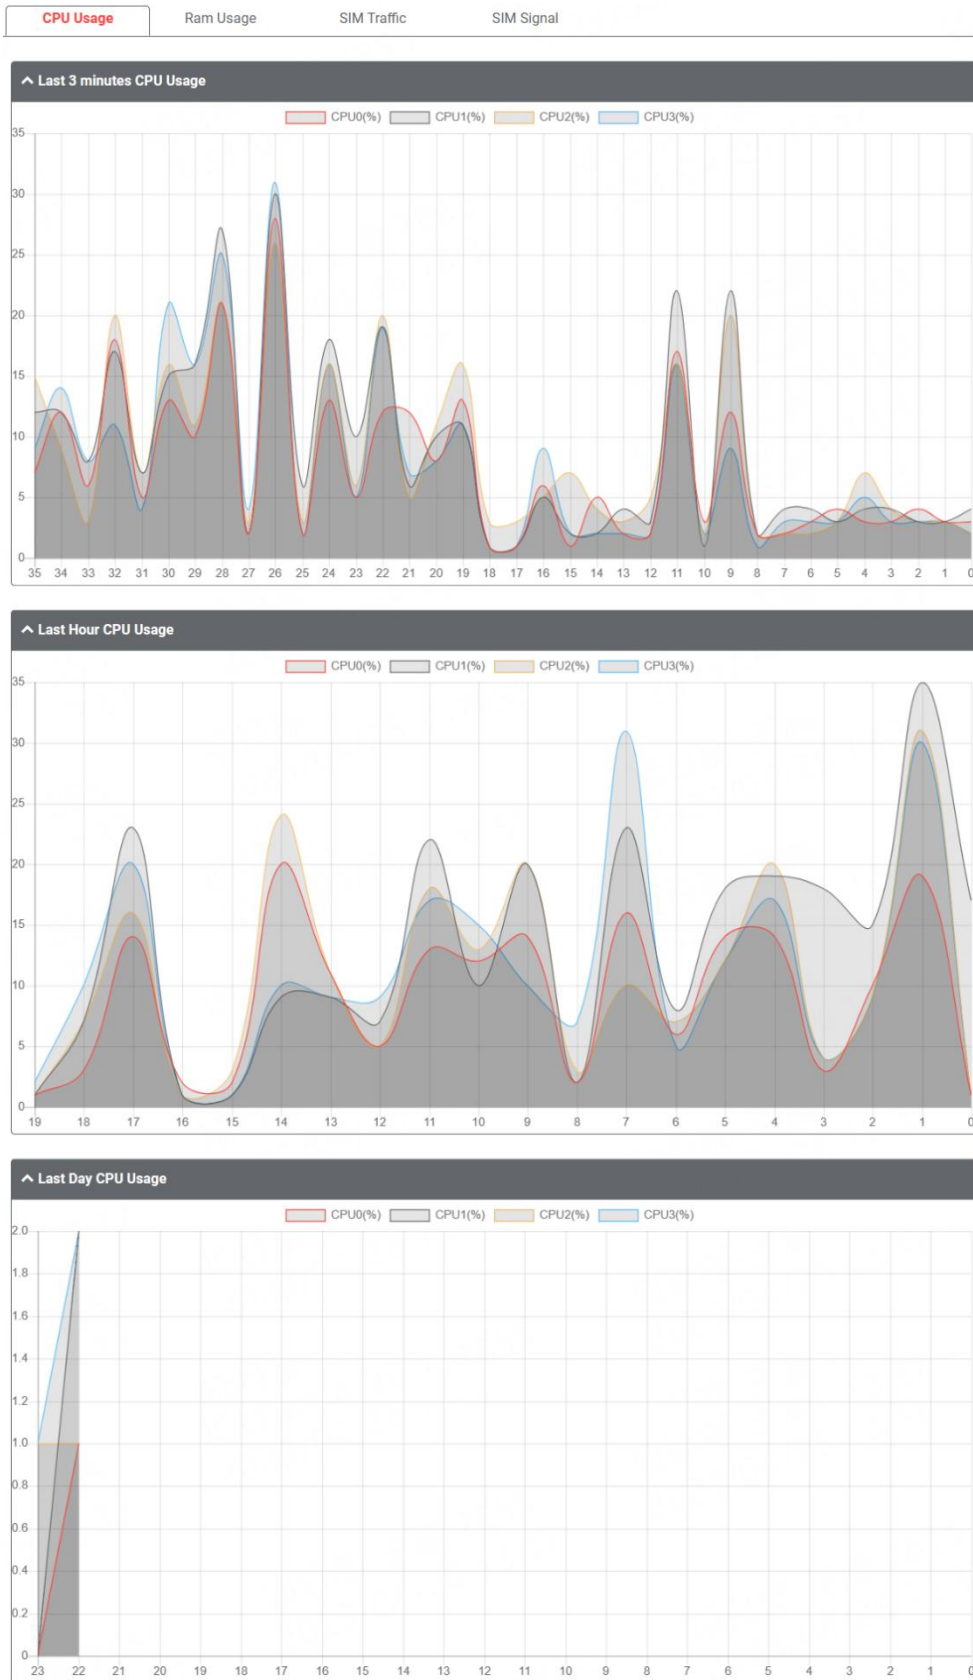 CPU Usage Ram Usage SIM Traffic SIM Signal
Last 3 minutes CPU Usage
CPU0(%) CPU1(%) CPU2(%) CPU3(%)
35
30
25
20
15
10
5
0
35 34 33 32 31 30 29 28 27 26 25 24 23 22 21 20 19 18 17 16 15 14 13 12 11 10 9 8 7 6 5 4 3 2 1 0
Last Hour CPU Usage
CPU0(%) CPU1(%) CPU2(%) CPU3(%)
35
30
25
20
15
10
5
0
19 18 17 16 15 14 13 12 11 10 9 8 7 6 5 4 3 2 1 0
Last Day CPU Usage
CPU0(%) CPU1(%) CPU2(%) CPU3(%)
2.0
1.8
1.6
1.4
1.2
1.0
0.8
0.6
0.4
0.2
0
23 22 21 20 19 18 17 16 15 14 13 12 11 10 9 8 7 6 5 4 3 2 1 0